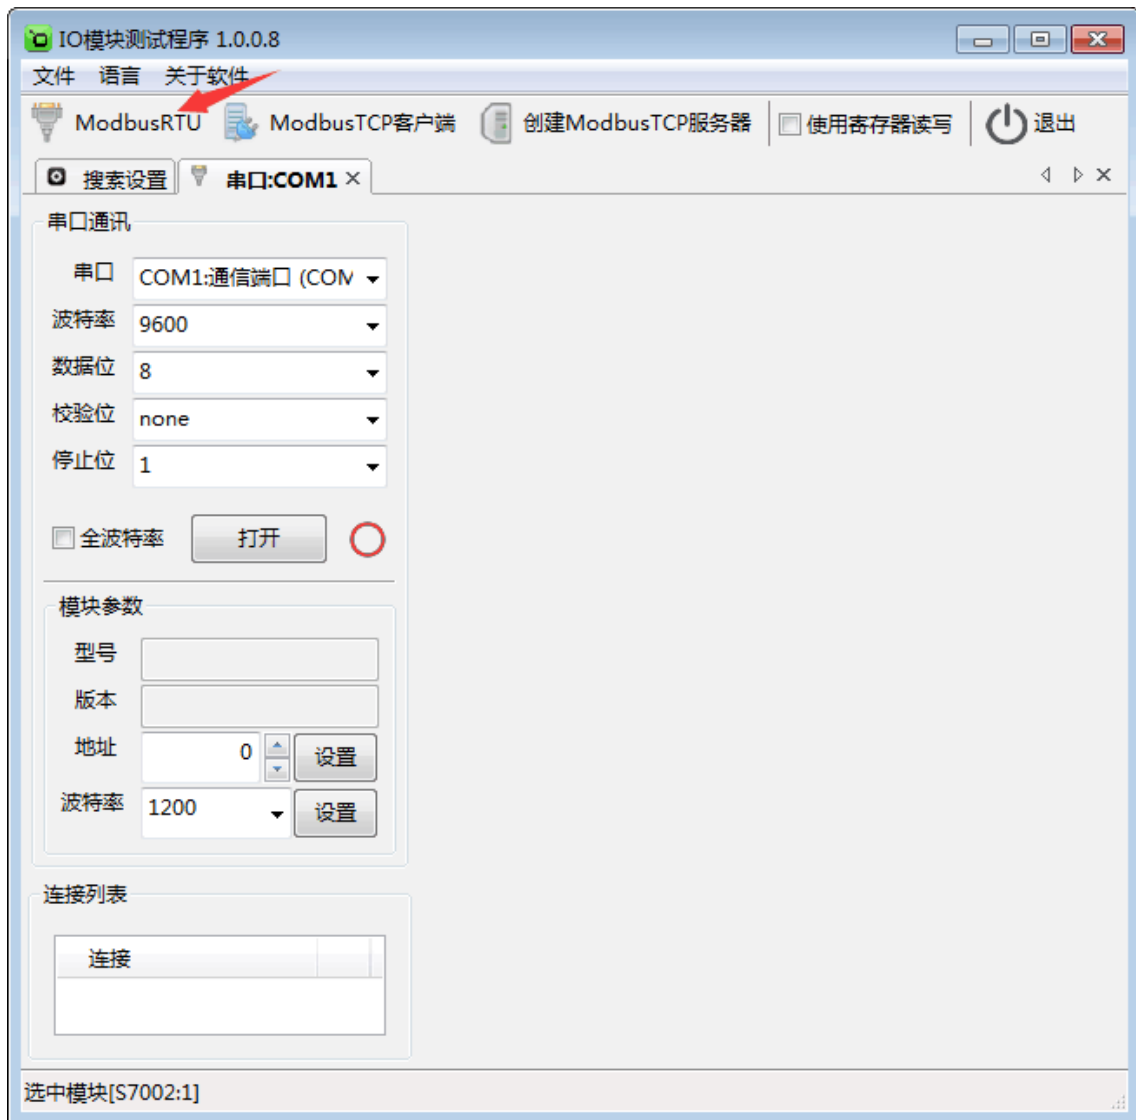 IO模块测试程序 1.0.0.8
文件 语言 关于软件
ModbusRTU ModbusTCP客户端 创建ModbusTCP服务器 使用寄存器读写 退出
搜索设置 串口:COM1
串口通讯
串口 COM1:通信端口 (COM
波特率 9600
数据位 8
校验位 none
停止位 1
全波特率 打开
模块参数
型号
版本
地址 0 设置
波特率 1200 设置
连接列表
连接
选中模块[S7002:1]